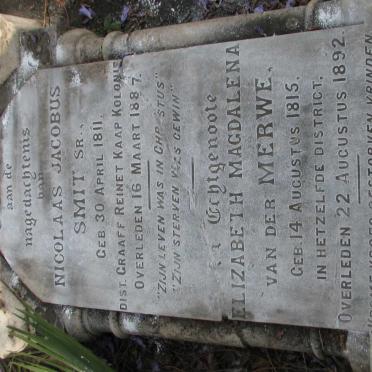 aan de
nagedachtenis
van
NICOLAAS JACOBUS
SMIT SR.,
GEB. 30 APRIL 1811.
DIST. GRAAFF REINET KAAP KOLONIE
OVERLEDEN 16 MAART 1887.
"ZIJN LEVEN WAS IN CHRISTUS"
"ZIJN STERVEN WAS GEWIN"
Echtgenoote
ELIZABETH MAGDALENA
VAN DER MERWE,
GEB. 14 AUGUSTUS 1815.
IN HETZELFDE DISTRICT,
OVERLEDEN 22 AUGUSTUS 1892.
GESTORKEN VRINDEN